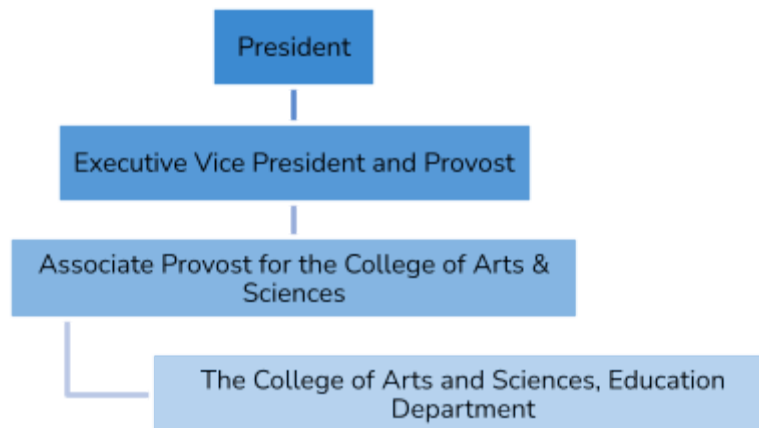 President
Executive Vice President and Provost
Associate Provost for the College of Arts &
Sciences
The College of Arts and Sciences, Education
Department